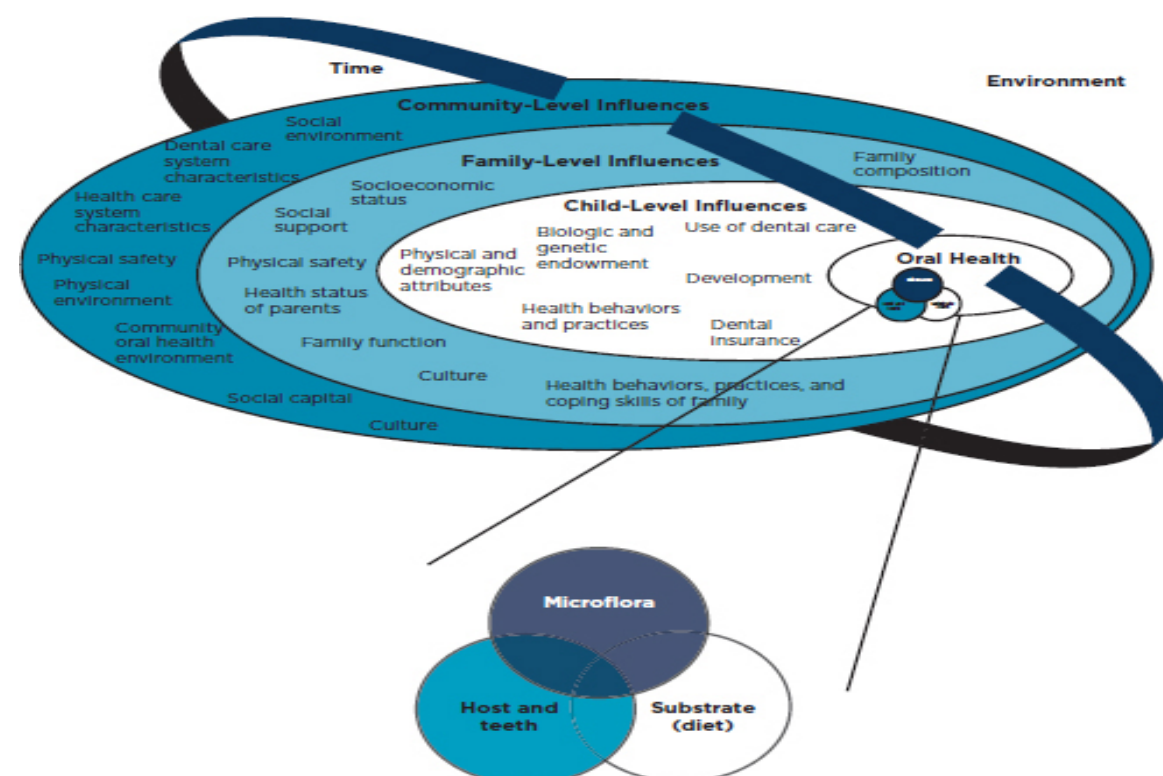 Time
Environment
Community-Level Influences
Social
environment
Dental care
system
characteristics
Health care
system
characteristics
Physical safety
Physical
environment
Community
oral health
environment
Social capital
Culture
Family-Level Influences
Family
composition
Socioeconomic
status
Social
support
Physical safety
Health status
of parents
Family function
Culture
Health behaviors, practices, and
coping skills of family
Child-Level Influences
Use of dental care
Biologic and
genetic
endowment
Physical and
demographic
attributes
Development
Health behaviors
and practices
Dental
insurance
Oral Health
Microflora
Host and
teeth
Substrate
(diet)